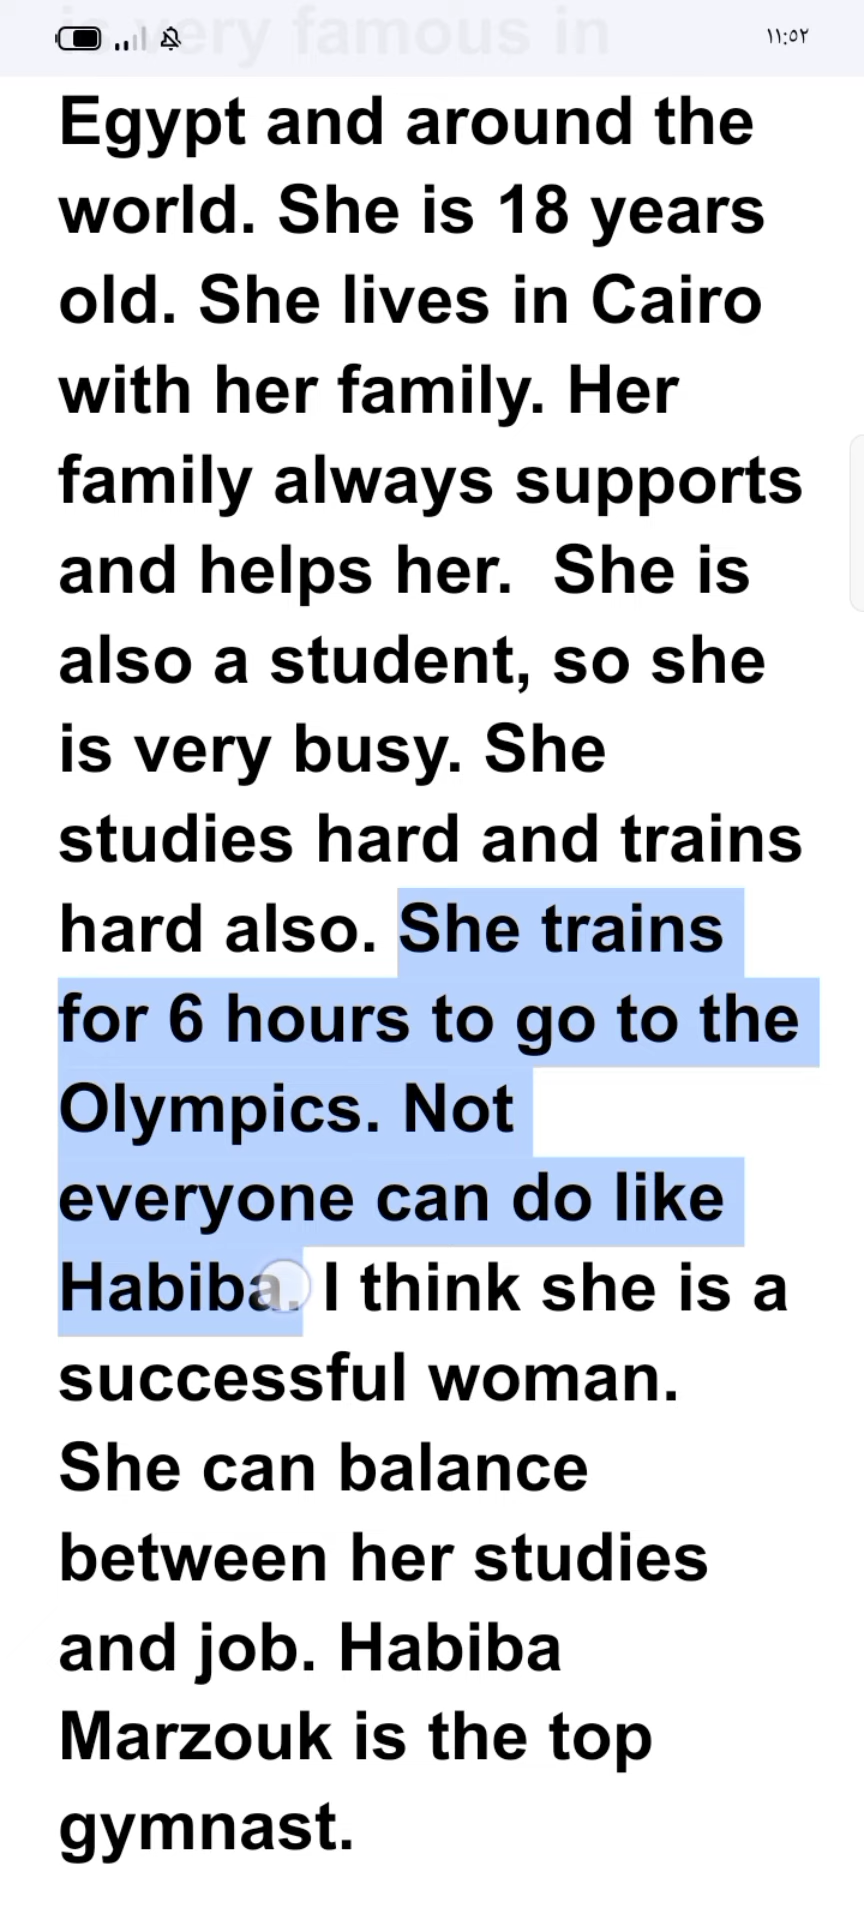 is very famous in
١١:٥٢
Egypt and around the
world. She is 18 years
old. She lives in Cairo
with her family. Her
family always supports
and helps her.  She is
also a student, so she
is very busy. She
studies hard and trains
hard also. She trains
for 6 hours to go to the
Olympics. Not
everyone can do like
Habiba. I think she is a
successful woman.
She can balance
between her studies
and job. Habiba
Marzouk is the top
gymnast.